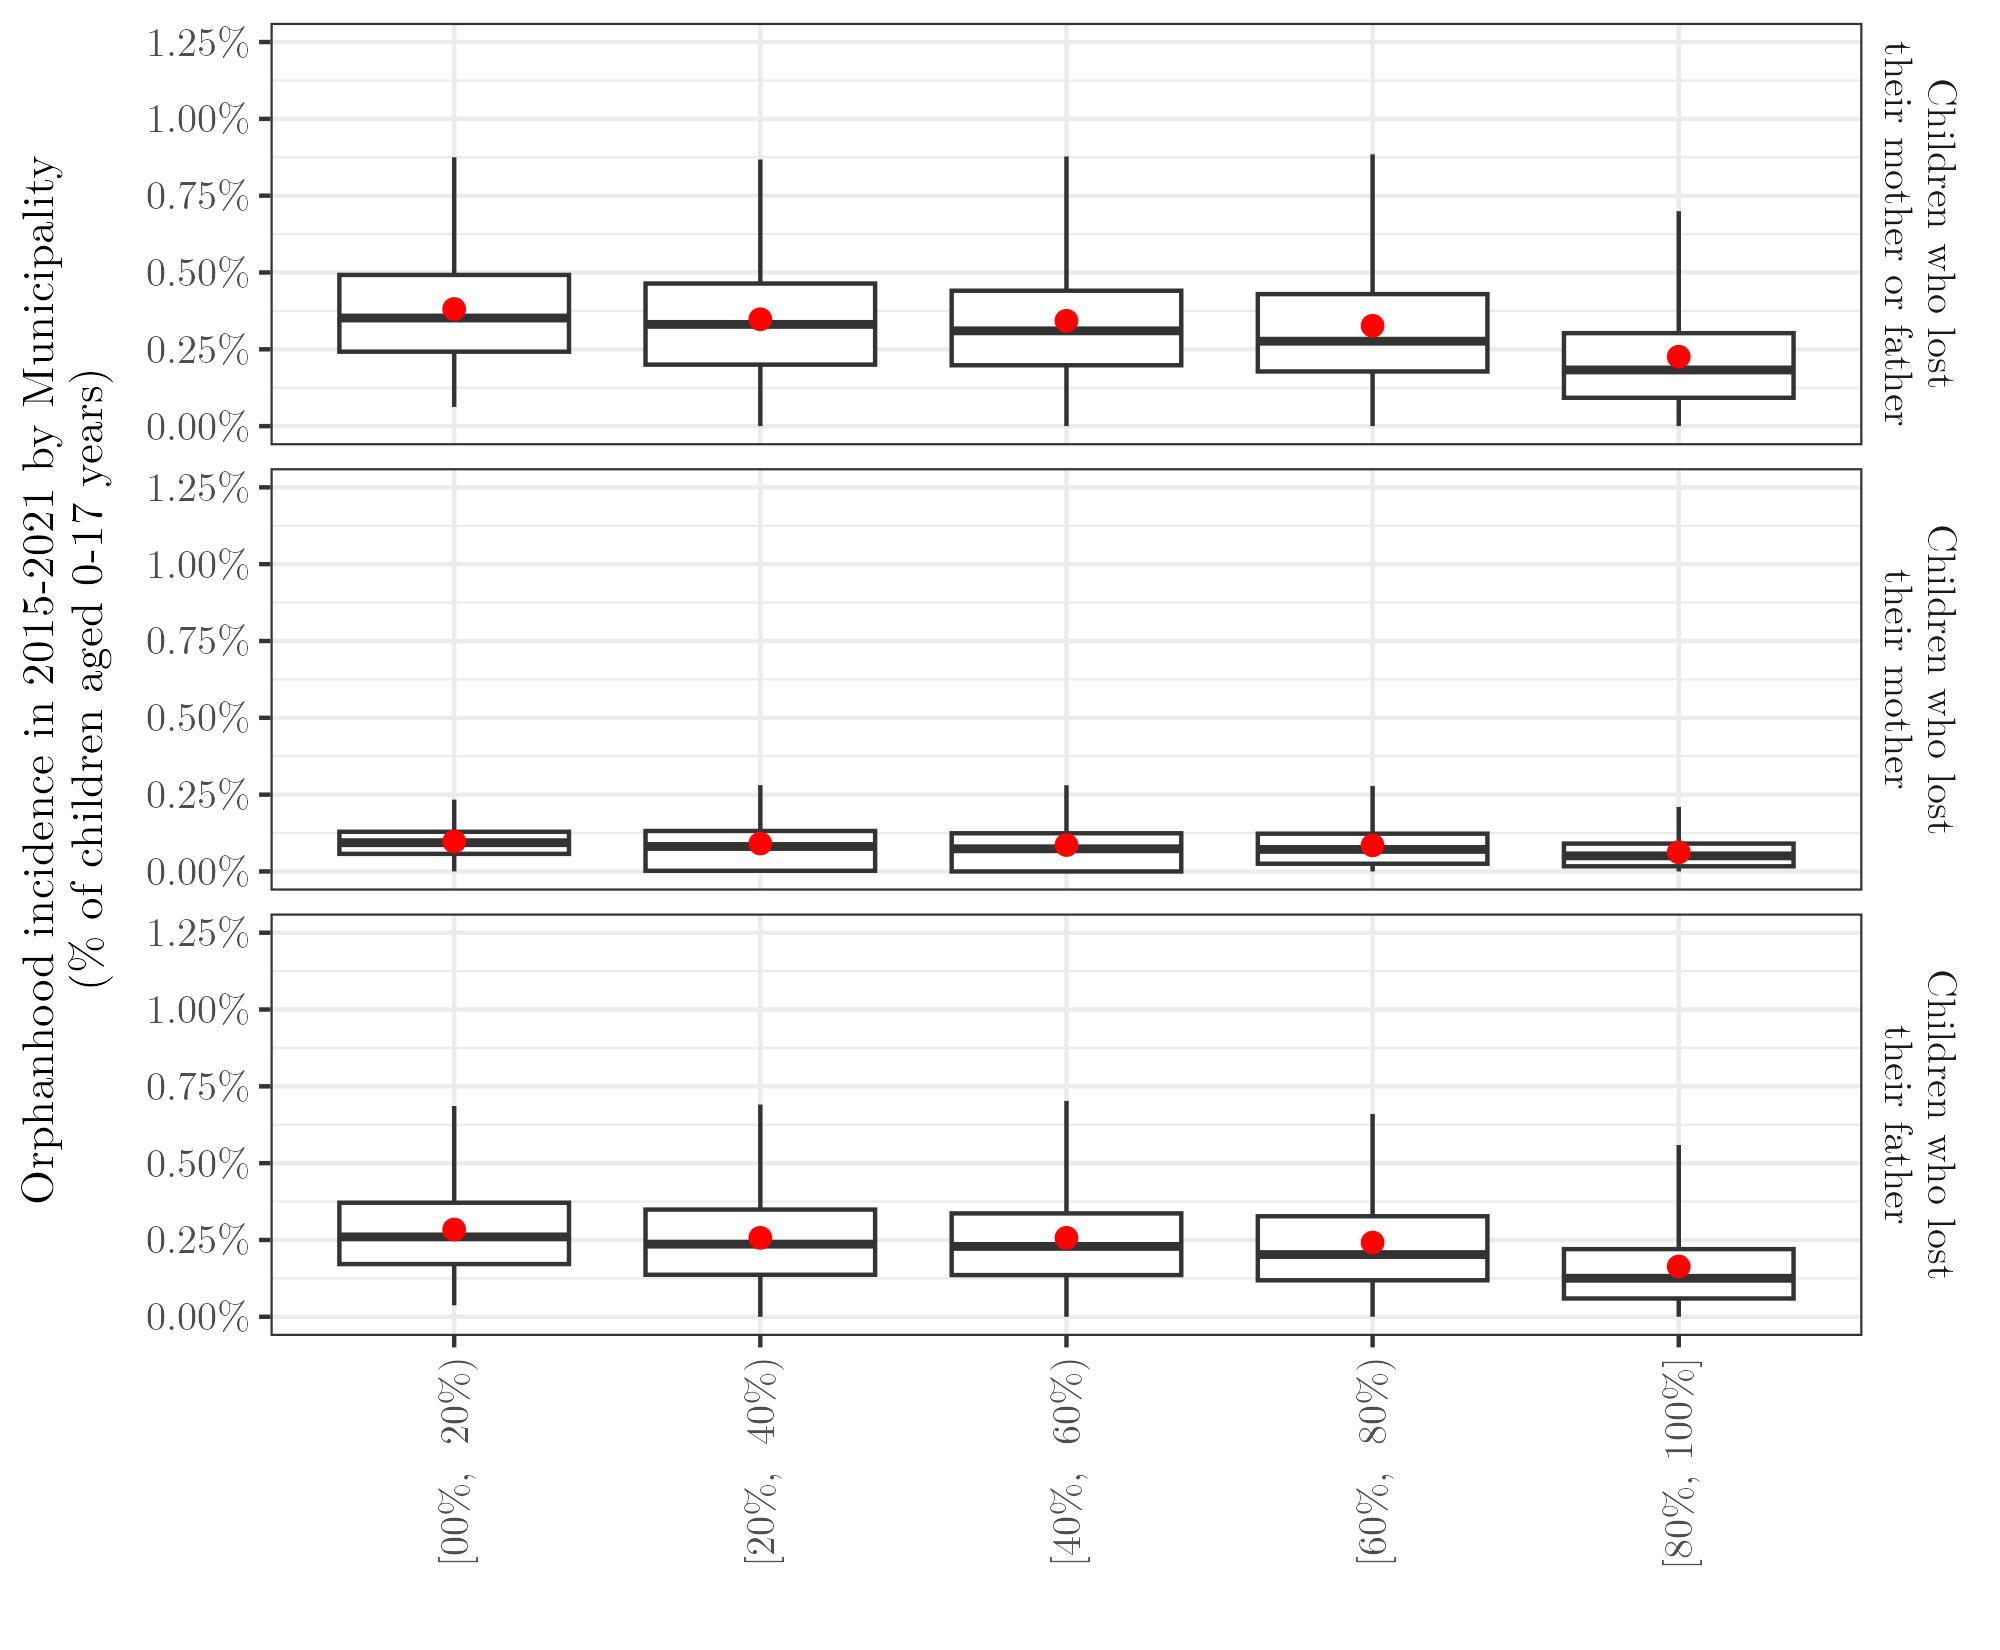 Orphanhood incidence in 2015-2021 by Municipality
(% of children aged 0-17 years)
1.25%
1.00%
0.75%
0.50%
0.25%
0.00%
Children who lost
their mother or father
1.25%
1.00%
0.75%
0.50%
0.25%
0.00%
Children who lost
their mother
1.25%
1.00%
0.75%
0.50%
0.25%
0.00%
Children who lost
their father
[00%, 20%)
[20%, 40%)
[40%, 60%)
[60%, 80%)
[80%, 100%]